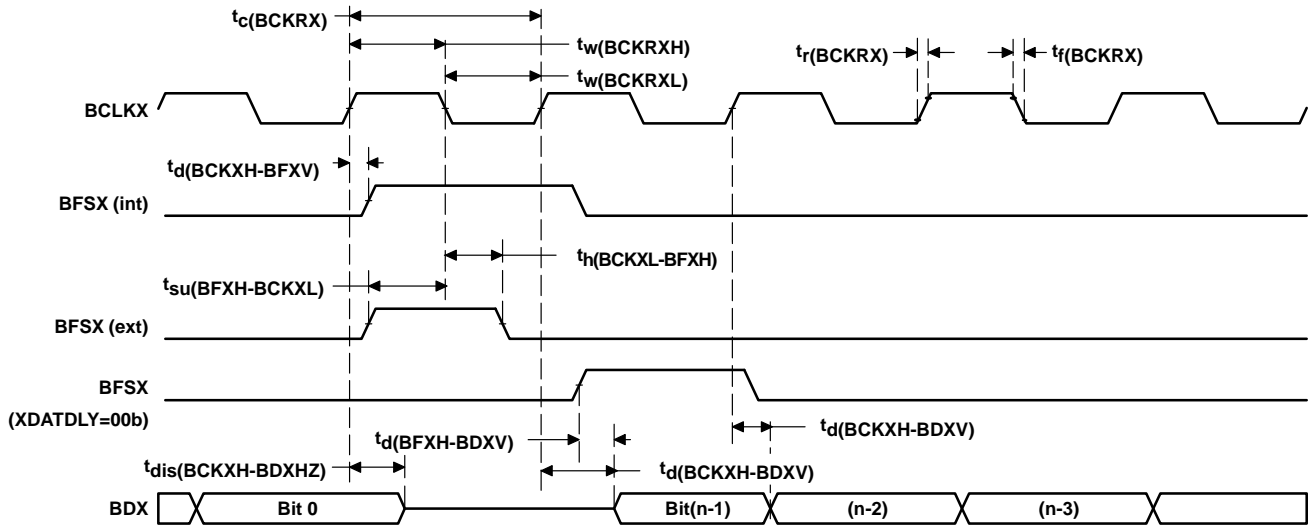 tc(BCKRX)
tw(BCKRXH)
tr(BCKRX)
tf(BCKRX)
tw(BCKRXL)
BCLKX
td(BCKXH-BFXV)
BFSX (int)
th(BCKXL-BFXH)
tsu(BFXH-BCKXL)
BFSX (ext)
BFSX
(XDATDLY=00b)
td(BFXH-BDXV)
td(BCKXH-BDXV)
tdis(BCKXH-BDXHZ)
td(BCKXH-BDXV)
BDX
Bit 0
Bit(n-1)
(n-2)
(n-3)